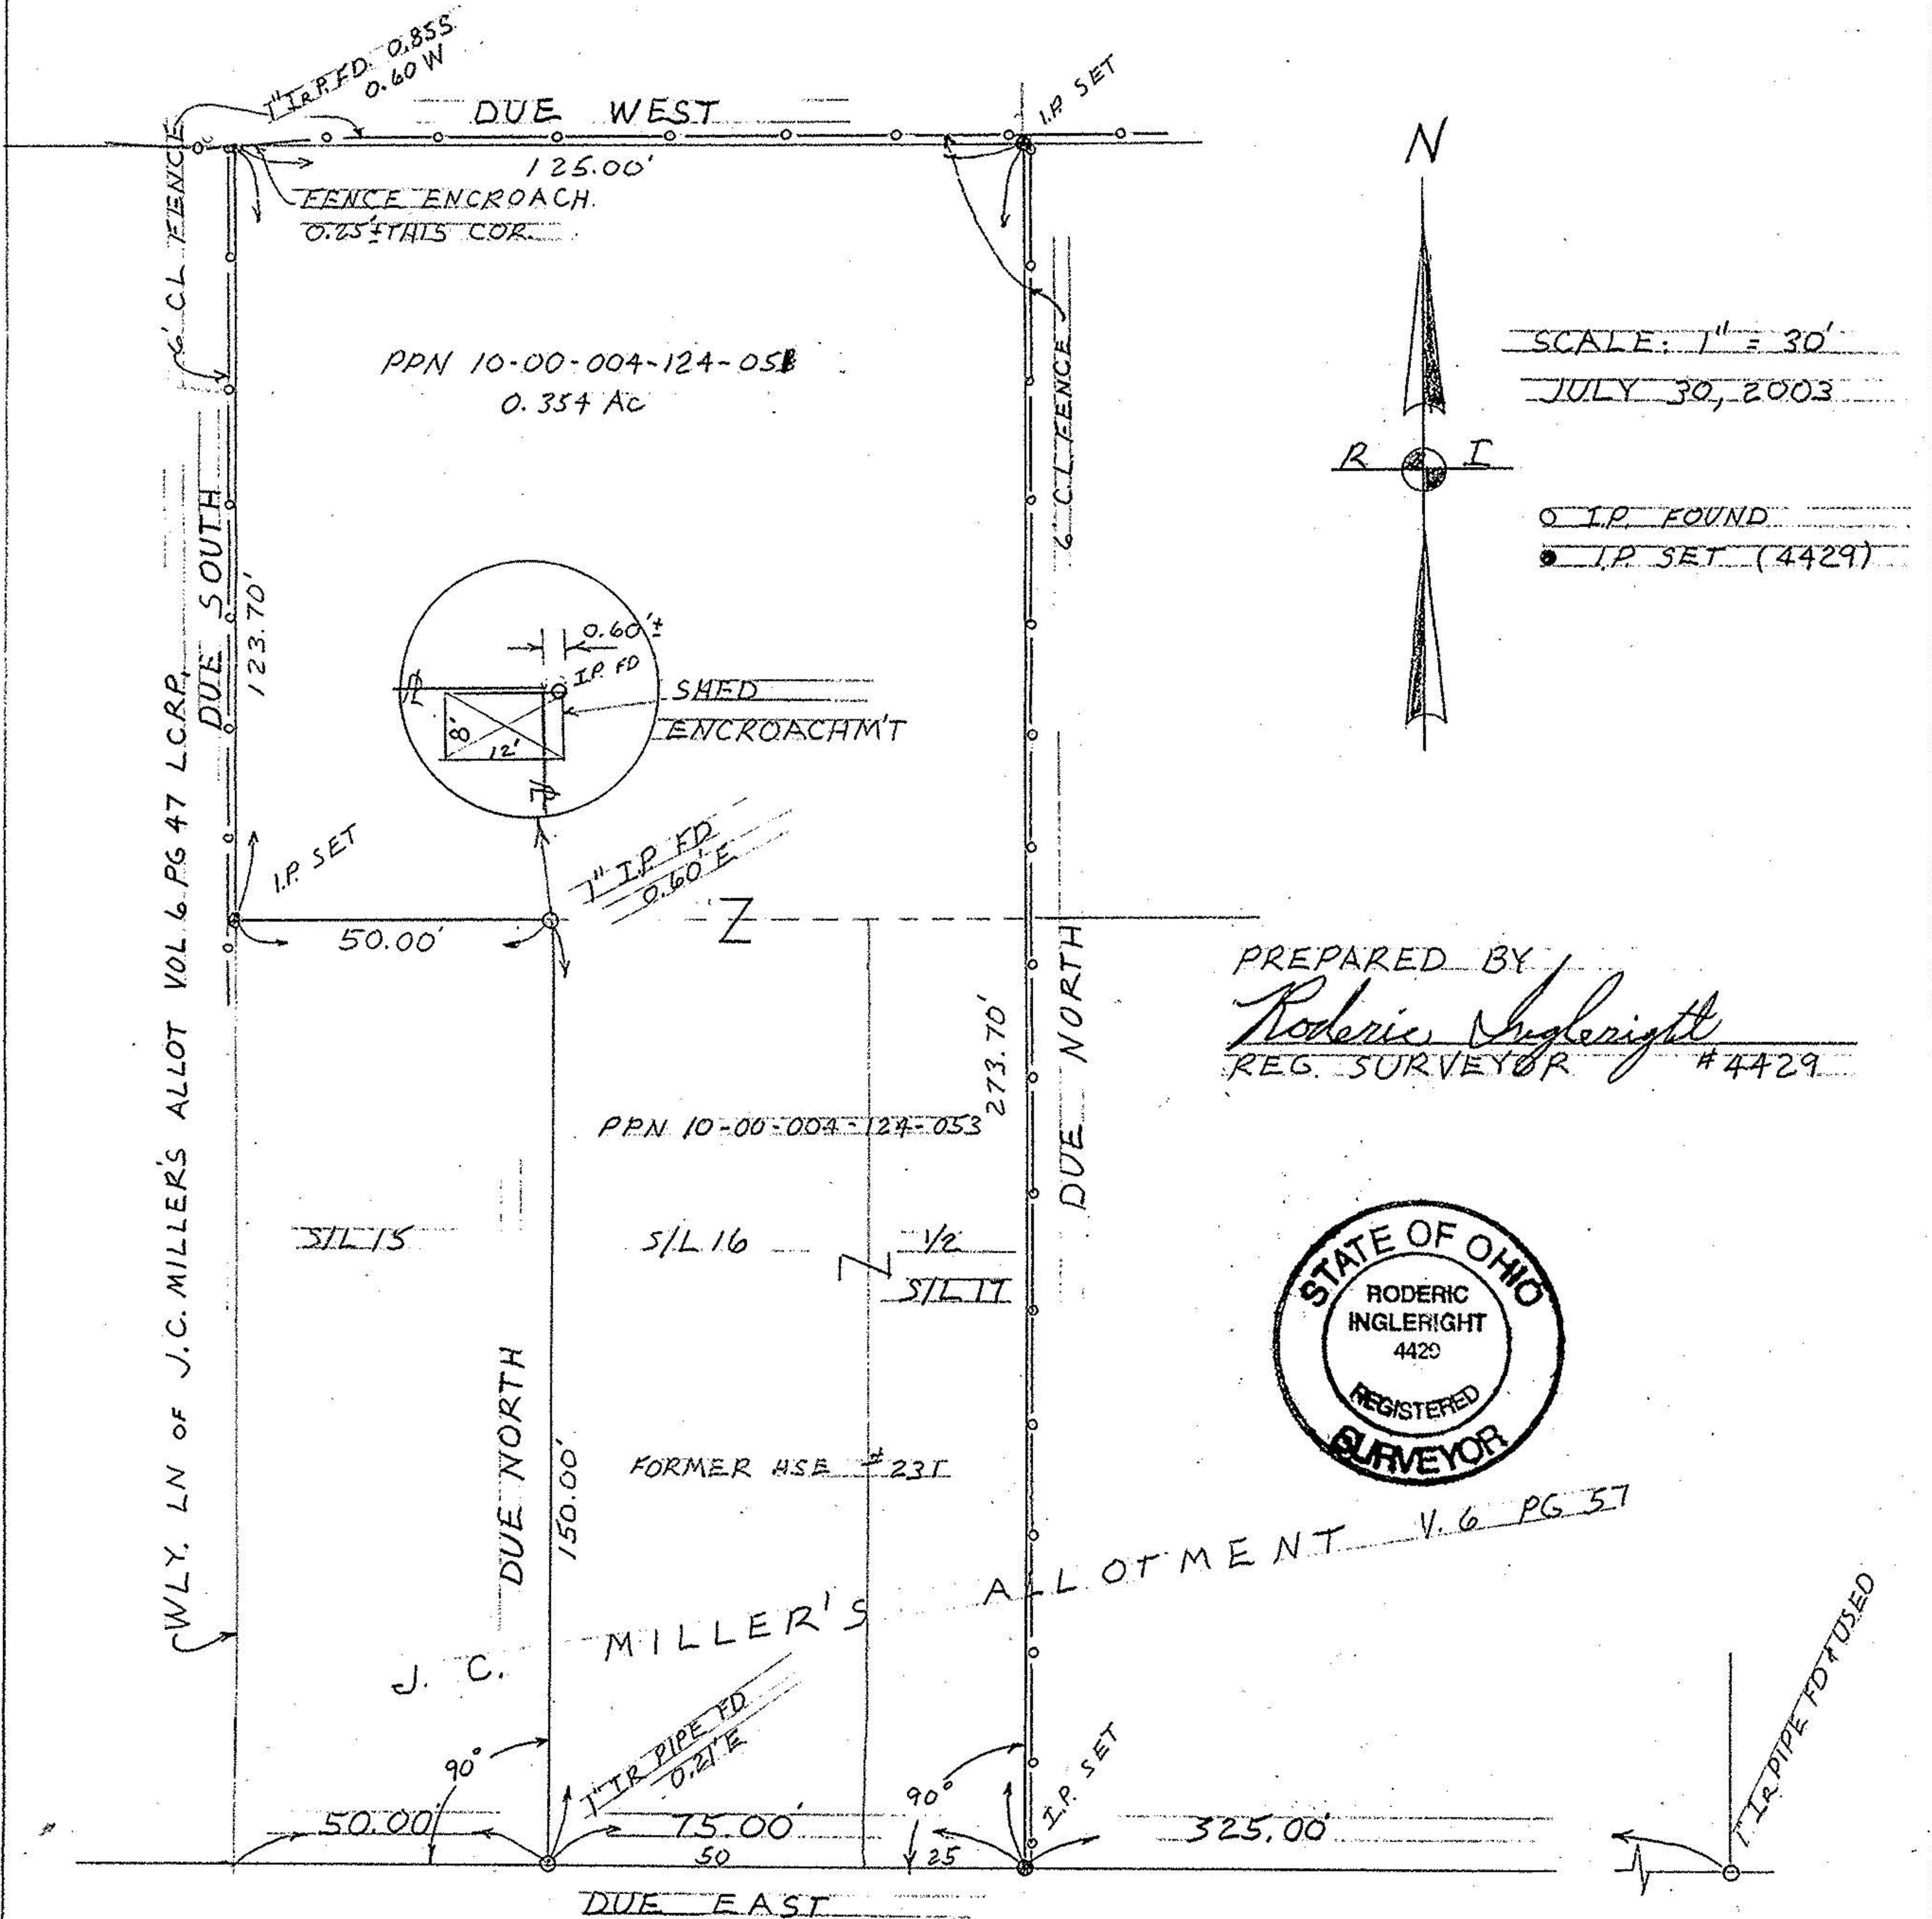 1" IR P. FD. 0.85 S.
0.60 W
DUE WEST
I.P. SET
125.00'
FENCE ENCROACH.
0.25'± THIS COR.
6' CL FENCE
N
PPN 10-00-004-124-051
0.354 Ac
6' CL FENCE
SCALE: 1" = 30'
JULY 30, 2003
R I
O I.P. FOUND
● I.P. SET (4429)
DUE SOUTH
123.70'
0.60'±
I.P. FD
8'
12'
SHED
ENCROACHM'T
I.P. SET
1" I.P. FD
0.60' E
50.00'
Z
WLY. LN OF J.C. MILLER'S ALLOT VOL. 6. PG 47 L.C.R.P.
DUE NORTH
273.70'
PREPARED BY
Roderic Ingleright
REG. SURVEYOR #4429
PPN 10-00-004-124-053
S/L 15
S/L 16
Z
1/2
S/L 17
STATE OF OHIO
RODERIC
INGLERIGHT
4429
REGISTERED
SURVEYOR
DUE NORTH
150.00'
FORMER HSE #231
J. C. MILLER'S ALLOTMENT V. 6 PG 57
1" IR PIPE FD
0.21' E
I.P. SET
1" IR PIPE FD & USED
90°
90°
50.00'
75.00'
325.00'
50
25
DUE EAST